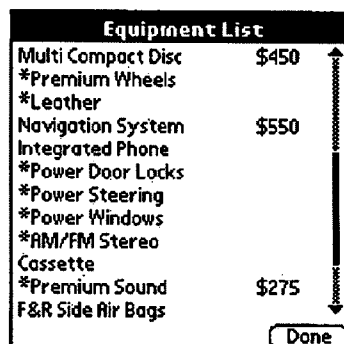 Equipment List
Multi Compact Disc $450
*Premium Wheels
*Leather
Navigation System $550
Integrated Phone
*Power Door Locks
*Power Steering
*Power Windows
*AM/FM Stereo
Cassette
*Premium Sound $275
F&R Side Air Bags
Done